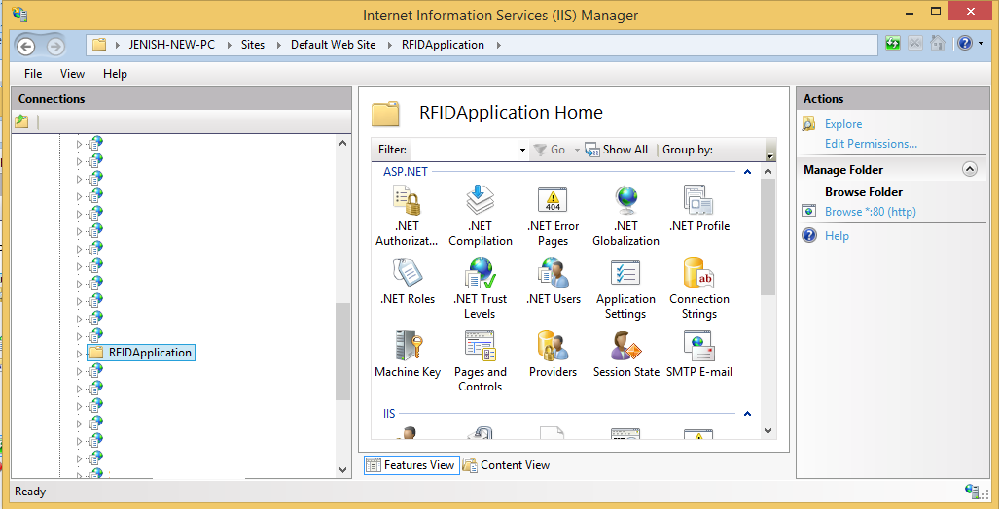 Internet Information Services (IIS) Manager
JENISH-NEW-PC Sites Default Web Site RFIDApplication
File View Help
Connections
RFIDApplication
RFIDApplication Home
Filter: Go Show All Group by:
ASP.NET
.NET Authorizat...
.NET Compilation
404
.NET Error Pages
.NET Globalization
.NET Profile
.NET Roles
.NET Trust Levels
.NET Users
Application Settings
ab
Connection Strings
Machine Key
Pages and Controls
Providers
Session State
SMTP E-mail
IIS
Features View Content View
Actions
Explore
Edit Permissions...
Manage Folder
Browse Folder
Browse *:80 (http)
Help
Ready